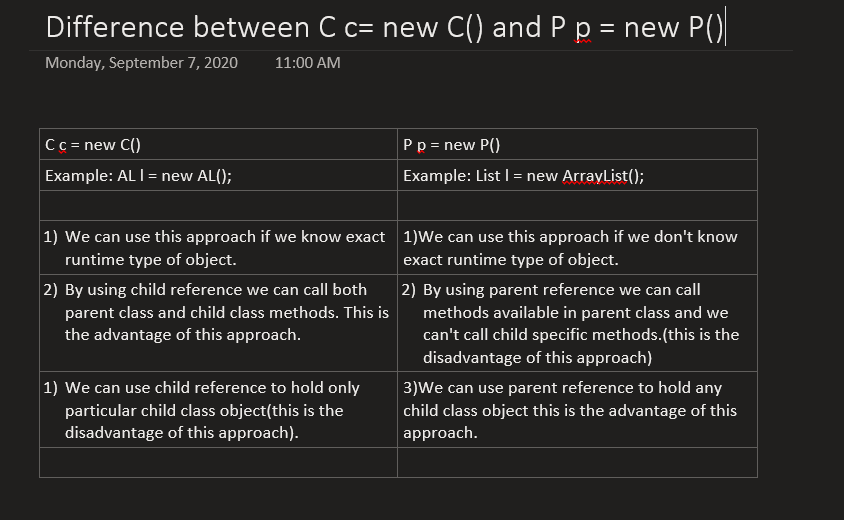 Difference between C c= new C() and P p = new P()
Monday, September 7, 2020 11:00 AM
C c = new C()
P p = new P()
Example: AL l = new AL();
Example: List l = new ArrayList();
1) We can use this approach if we know exact
runtime type of object.
1)We can use this approach if we don't know
exact runtime type of object.
2) By using child reference we can call both
parent class and child class methods. This is
the advantage of this approach.
2) By using parent reference we can call
methods available in parent class and we
can't call child specific methods.(this is the
disadvantage of this approach)
1) We can use child reference to hold only
particular child class object(this is the
disadvantage of this approach).
3)We can use parent reference to hold any
child class object this is the advantage of this
approach.